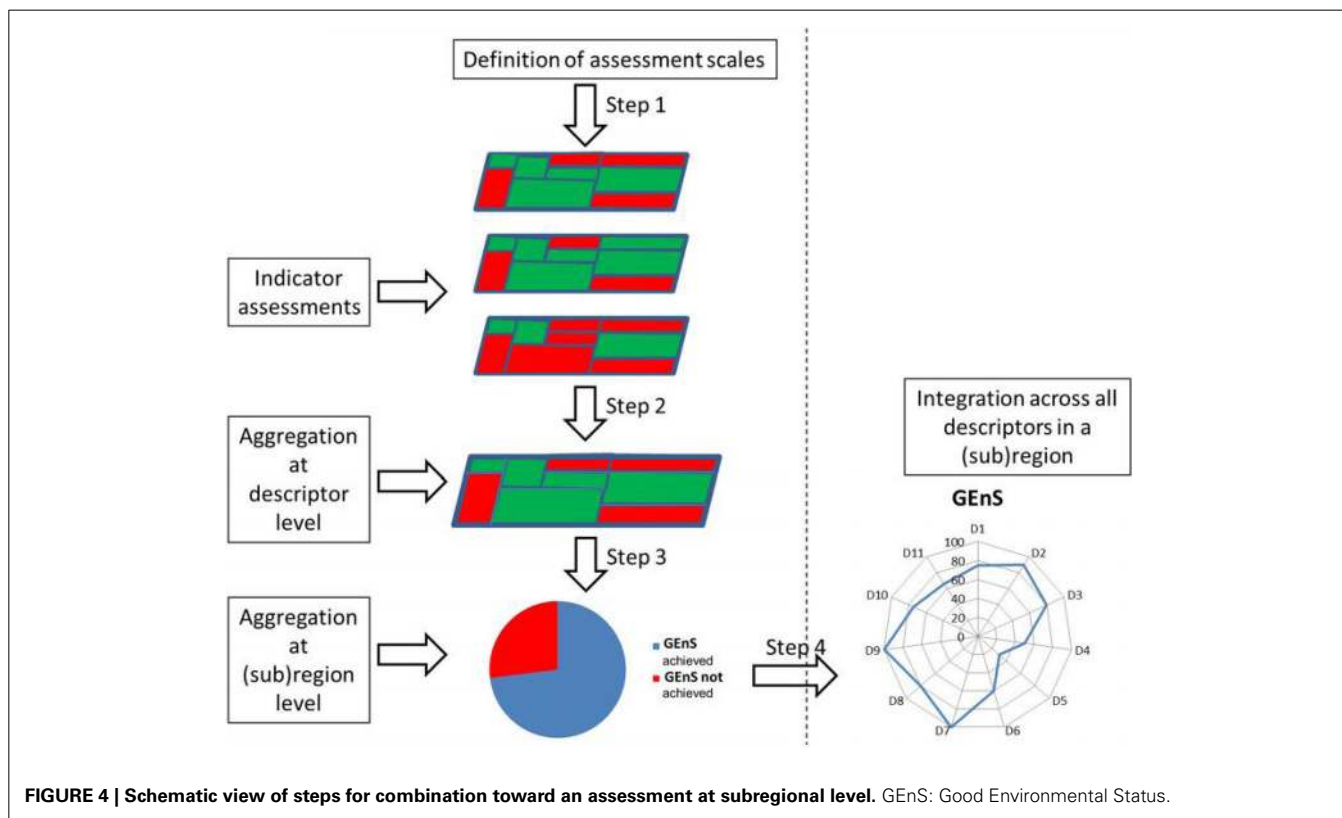 Definition of assessment scales
Step 1
Indicator
assessments
Step 2
Aggregation
at
descriptor
level
Step 3
Aggregation
at
(sub)region
level
GEnS
achieved
GEnS not
achieved
Step 4
Integration across all
descriptors in a
(sub)region
GEnS
D1
D2
D3
D4
D5
D6
D7
D8
D9
D10
D11
100
80
60
40
20
0
FIGURE 4 | Schematic view of steps for combination toward an assessment at subregional level. GEnS: Good Environmental Status.